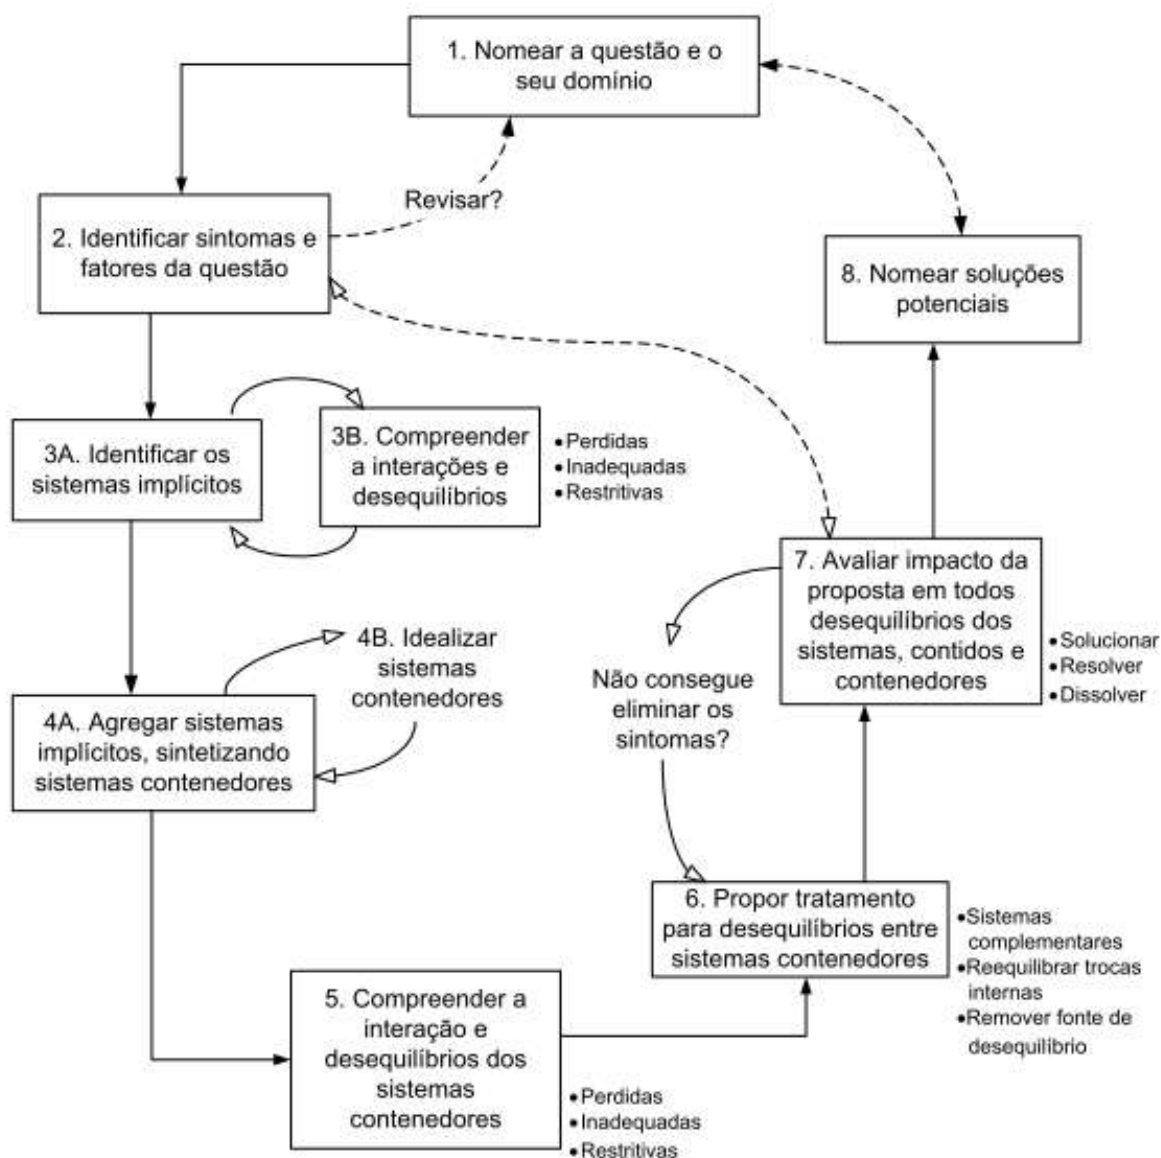 1. Nomear a questão e o
seu domínio
Revisar?
2. Identificar sintomas e
fatores da questão
8. Nomear soluções
potenciais
3A. Identificar os
sistemas implícitos
3B. Compreender
a interações e
desequilíbrios
•Perdidas
•Inadequadas
•Restritivas
4B. Idealizar
sistemas
contenedores
4A. Agregar sistemas
implícitos, sintetizando
sistemas contenedores
5. Compreender a
interação e
desequilíbrios dos
sistemas
contenedores
•Perdidas
•Inadequadas
•Restritivas
6. Propor tratamento
para desequilíbrios entre
sistemas contenedores
•Sistemas
complementares
•Reequilibrar trocas
internas
•Remover fonte de
desequilíbrio
Não consegue
eliminar os
sintomas?
7. Avaliar impacto da
proposta em todos
desequilíbrios dos
sistemas, contidos e
contenedores
•Solucionar
•Resolver
•Dissolver